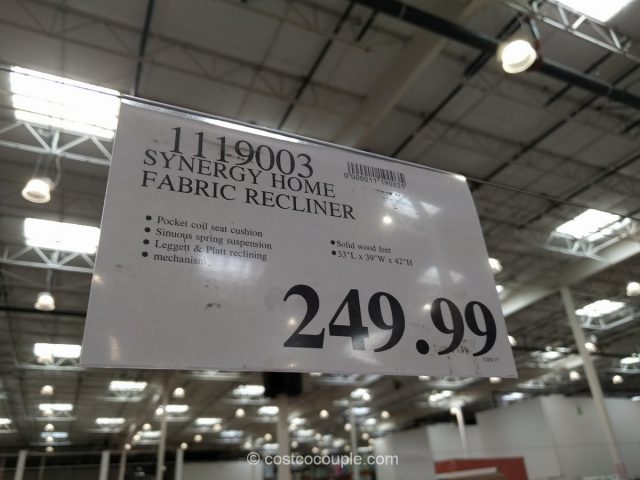 1119003
SYNERGY HOME
FABRIC RECLINER
• Pocket coil seat cushion
• Sinuous spring suspension
• Leggett & Platt reclining
• mechanism
• Solid wood feet
• 33"L x 39"W x 42"H
249.99
© costcocouple.com